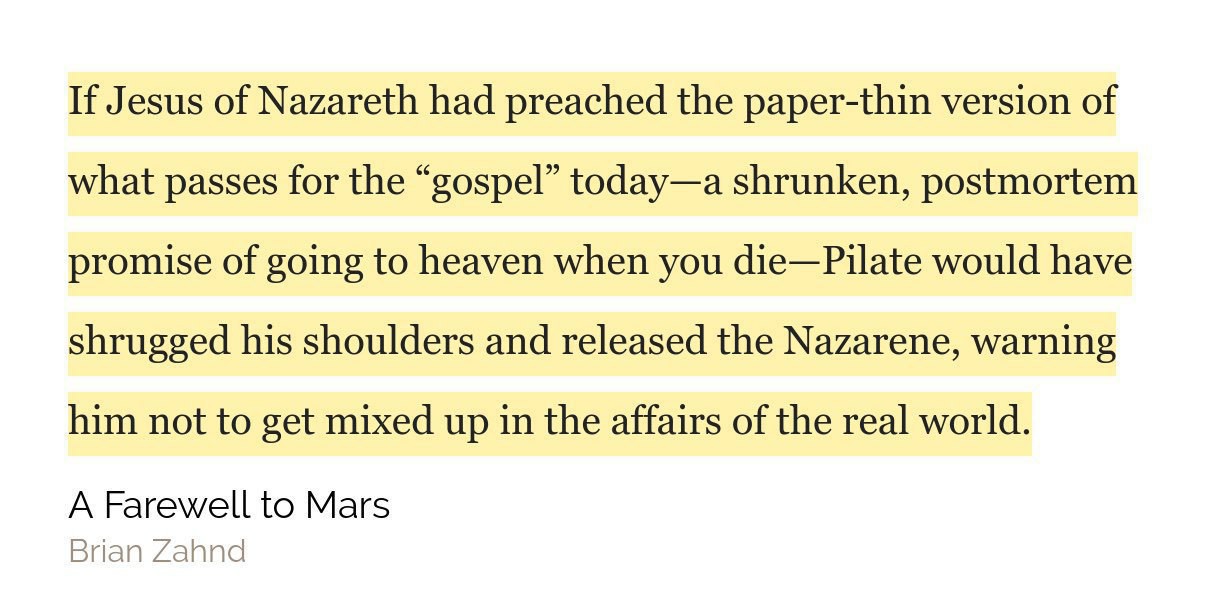 If Jesus of Nazareth had preached the paper-thin version of
what passes for the “gospel” today—a shrunken, postmortem
promise of going to heaven when you die—Pilate would have
shrugged his shoulders and released the Nazarene, warning
him not to get mixed up in the affairs of the real world.
A Farewell to Mars
Brian Zahnd